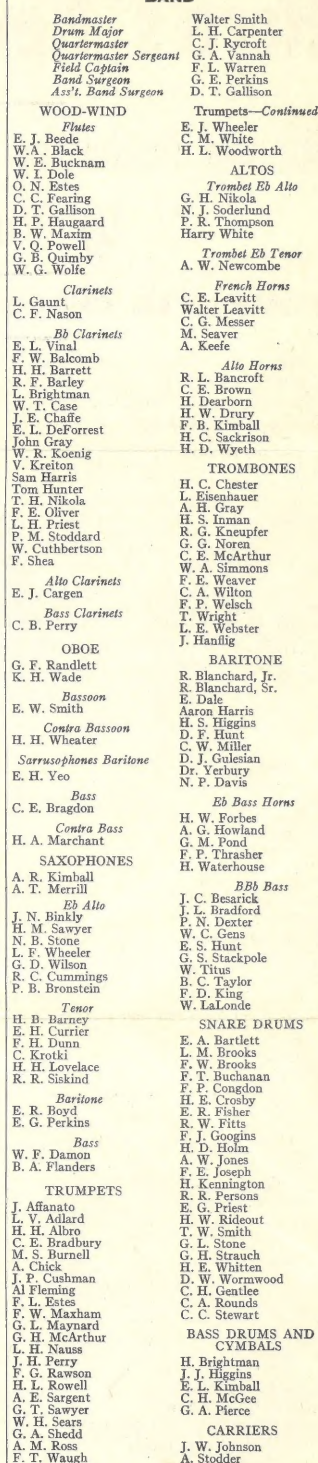 BAND
Bandmaster Walter Smith
Drum Major L. H. Carpenter
Quartermaster C. J. Rycroft
Quartermaster Sergeant G. A. Vannah
Field Captain F. L. Warren
Band Surgeon G. E. Perkins
Ass't. Band Surgeon D. T. Gallison
WOOD-WIND
Flutes
E. J. Beede
W.A . Black
W. E. Bucknam
W. I. Dole
O. N. Estes
C. C. Fearing
D. T. Gallison
H. P. Haugaard
B. W. Maxim
V. Q. Powell
G. B. Quimby
W. G. Wolfe
Clarinets
L. Gaunt
C. F. Nason
Bb Clarinets
E. L. Vinal
F. W. Balcomb
H. H. Barrett
R. F. Barley
L. Brightman
W. T. Case
J. E. Chaffe
E. L. DeForrest
John Gray
W. R. Koenig
V. Kreiton
Sam Harris
Tom Hunter
T. H. Nikola
F. E. Oliver
L. H. Priest
P. M. Stoddard
W. Cuthbertson
F. Shea
Alto Clarinets
E. J. Cargen
Bass Clarinets
C. B. Perry
OBOE
G. F. Randlett
K. H. Wade
Bassoon
E. W. Smith
Contra Bassoon
H. H. Wheater
Sarrusophones Baritone
E. H. Yeo
Bass
C. E. Bragdon
Contra Bass
H. A. Marchant
SAXOPHONES
A. R. Kimball
A. T. Merrill
Eb Alto
J. N. Binkly
H. M. Sawyer
N. B. Stone
L. F. Wheeler
G. D. Wilson
R. C. Cummings
P. B. Bronstein
Tenor
H. B. Barney
E. H. Currier
F. H. Dunn
C. Krotki
H. H. Lovelace
R. R. Siskind
Baritone
E. R. Boyd
E. G. Perkins
Bass
W. F. Damon
B. A. Flanders
TRUMPETS
J. Affanato
L. V. Adlard
H. H. Albro
C. E. Bradbury
M. S. Burnell
A. Chick
J. P. Cushman
Al Fleming
F. L. Estes
F. W. Maxham
G. L. Maynard
G. H. McArthur
L. H. Nauss
J. H. Perry
F. G. Rawson
H. L. Rowell
A. E. Sargent
G. T. Sawyer
W. H. Sears
G. A. Shedd
A. M. Ross
F. T. Waugh
Trumpets—Continued
E. J. Wheeler
C. M. White
H. L. Woodworth
ALTOS
Trombet Eb Alto
G. H. Nikola
N. J. Soderlund
P. R. Thompson
Harry White
Trombet Eb Tenor
A. W. Newcombe
French Horns
C. E. Leavitt
Walter Leavitt
C. G. Messer
M. Seaver
A. Keefe
Alto Horns
R. L. Bancroft
C. E. Brown
H. Dearborn
H. W. Drury
F. B. Kimball
H. C. Sackrison
H. D. Wyeth
TROMBONES
H. C. Chester
L. Eisenhauer
A. H. Gray
H. S. Inman
R. G. Kneupfer
G. G. Noren
C. E. McArthur
W. A. Simmons
F. E. Weaver
C. A. Wilton
F. P. Welsch
T. Wright
L. E. Webster
J. Hanflig
BARITONE
R. Blanchard, Jr.
R. Blanchard, Sr.
E. Dale
Aaron Harris
H. S. Higgins
D. F. Hunt
C. W. Miller
D. J. Gulesian
Dr. Yerbury
N. P. Davis
Eb Bass Horns
H. W. Forbes
A. G. Howland
G. M. Pond
F. P. Thrasher
H. Waterhouse
BBb Bass
J. C. Besarick
J. L. Bradford
P. N. Dexter
W. C. Gens
E. S. Hunt
G. S. Stackpole
W. Titus
B. C. Taylor
F. D. King
W. LaLonde
SNARE DRUMS
E. A. Bartlett
L. M. Brooks
F. W. Brooks
F. T. Buchanan
F. P. Congdon
H. E. Crosby
E. R. Fisher
R. W. Fitts
F. J. Googins
H. D. Holm
A. W. Jones
F. E. Joseph
H. Kennington
R. R. Persons
E. G. Priest
H. W. Rideout
T. W. Smith
G. L. Stone
G. H. Strauch
H. E. Whitten
D. W. Wormwood
C. H. Gentlee
C. A. Rounds
C. C. Stewart
BASS DRUMS AND
CYMBALS
H. Brightman
J. J. Higgins
E. L. Kimball
C. H. McGee
G. A. Pierce
CARRIERS
J. W. Johnson
A. Stodder